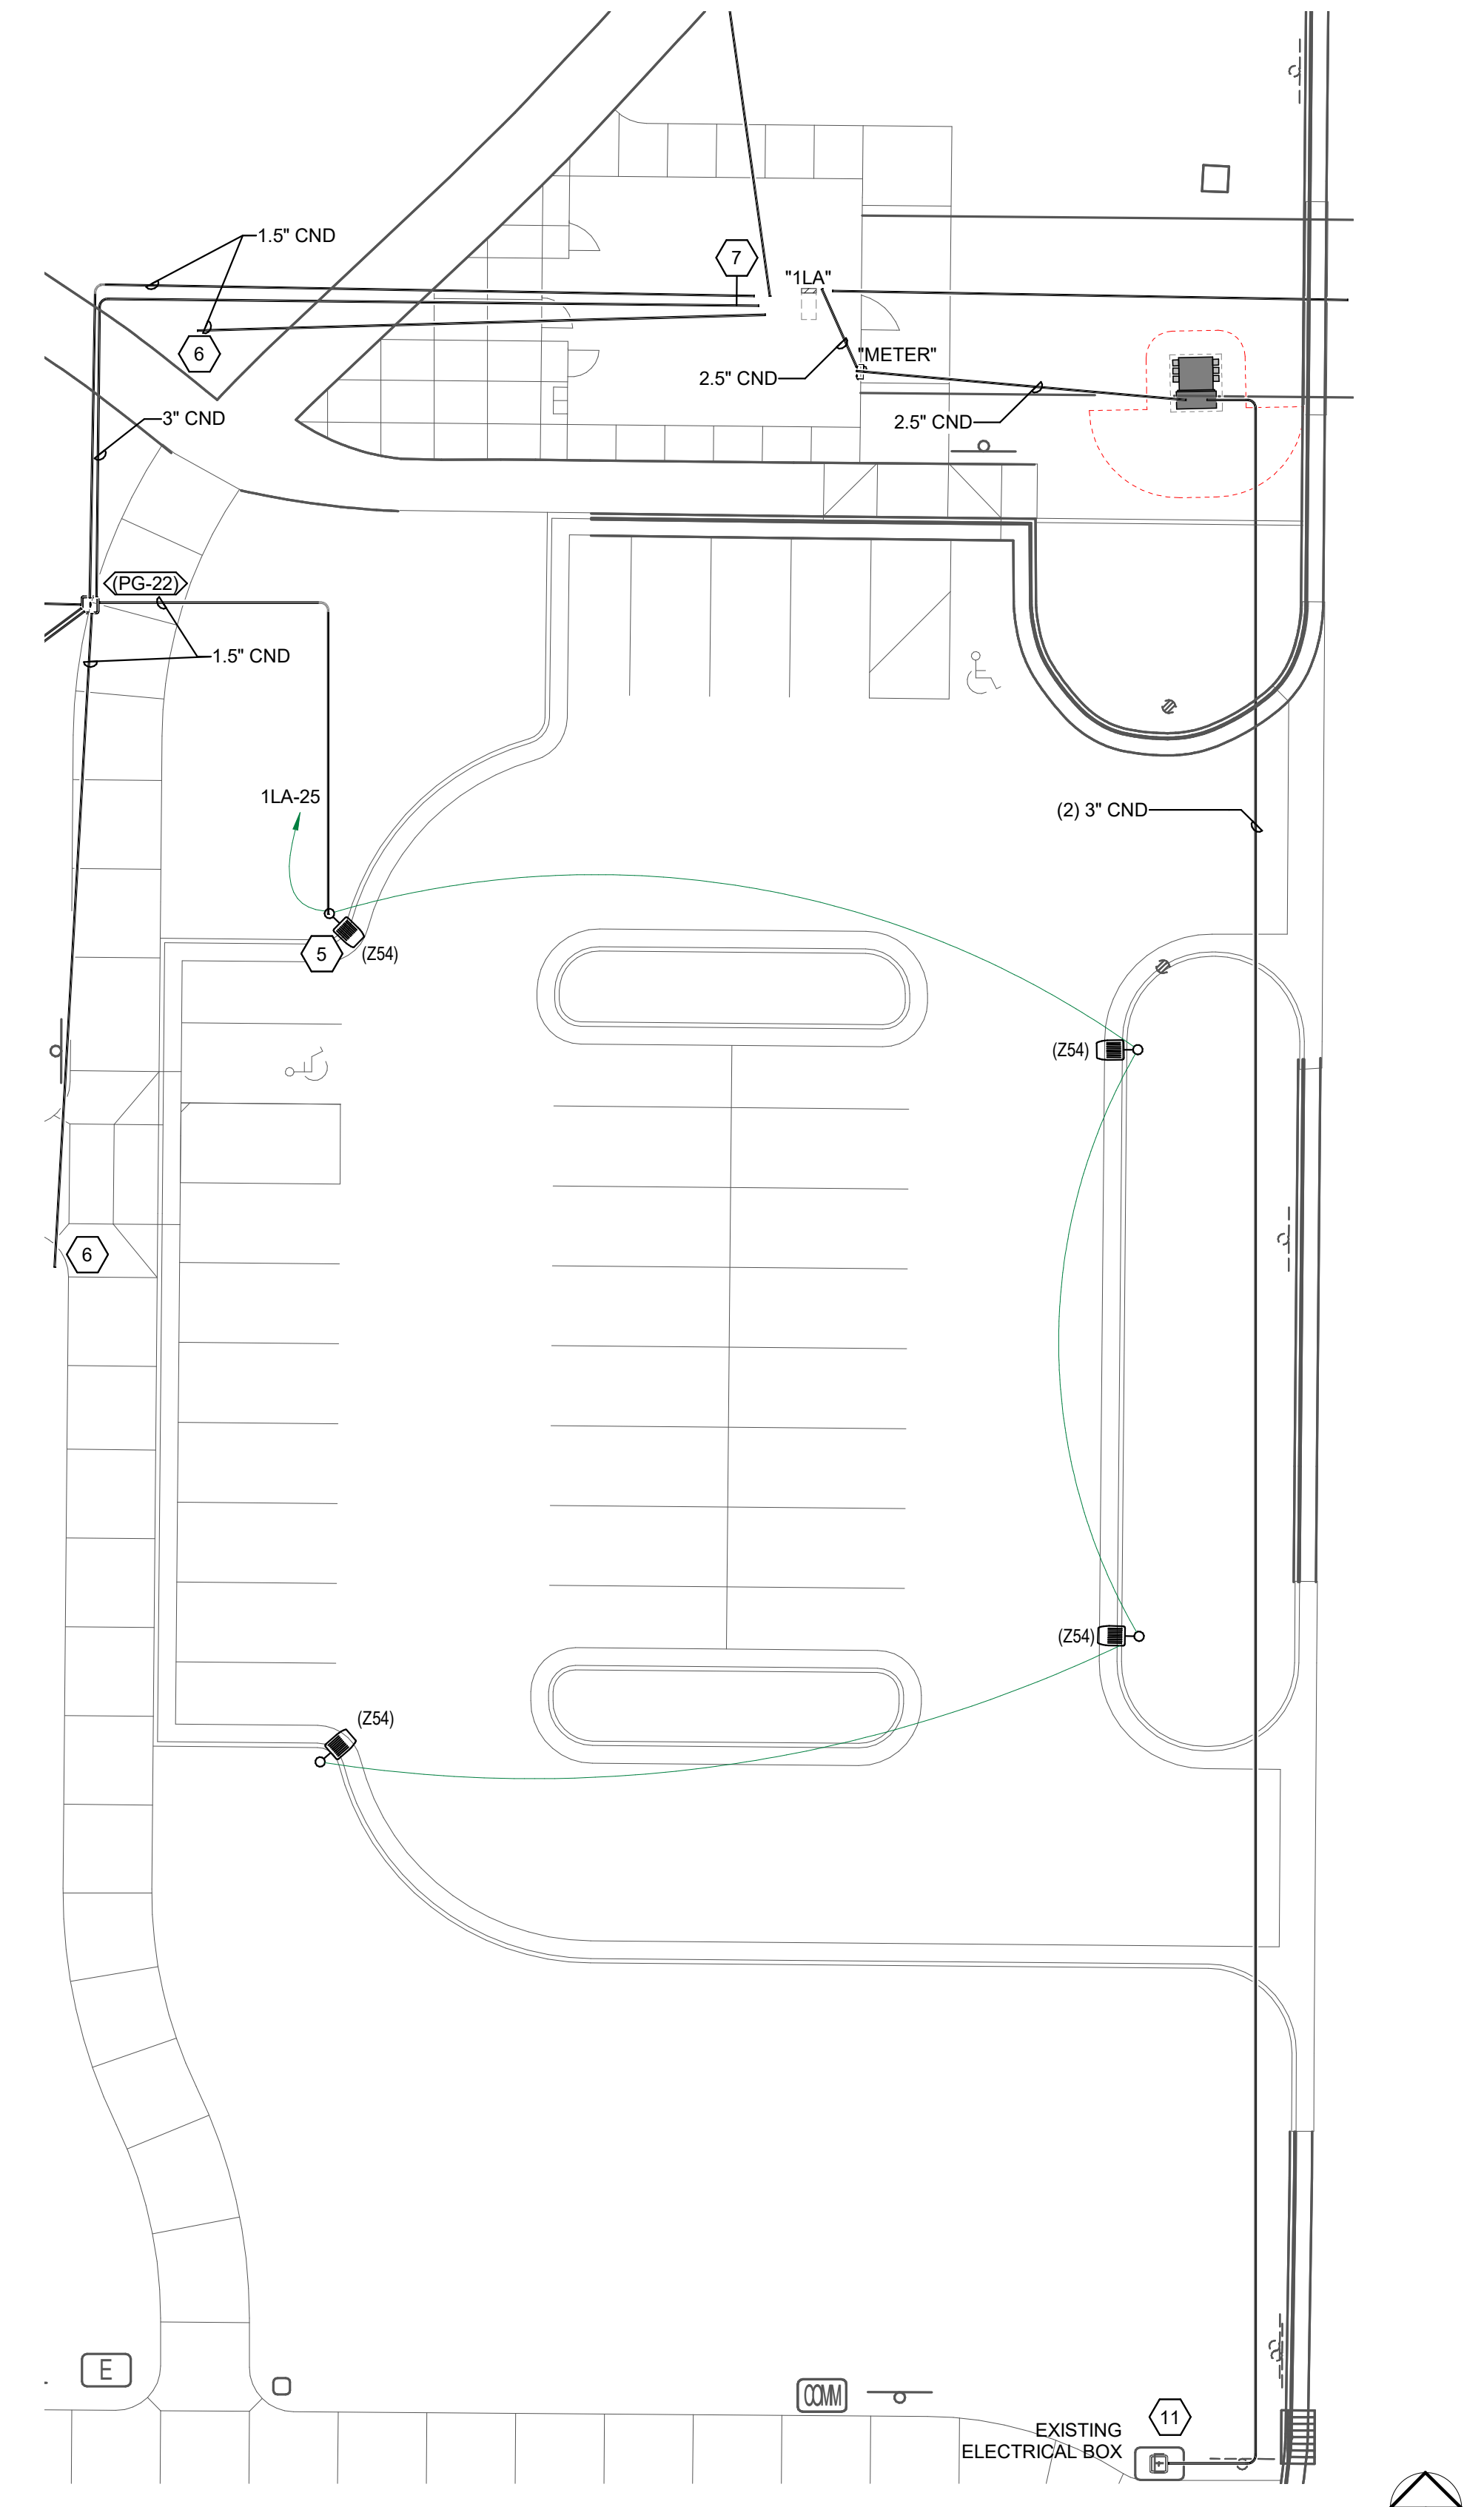 1.5" CND
7
"1LA"
6
"METER"
2.5" CND
3" CND
2.5" CND
(PG-22)
1.5" CND
1LA-25
(2) 3" CND
5
(Z54)
(Z54)
6
(Z54)
(Z54)
E
COMM
11
EXISTING
ELECTRICAL BOX